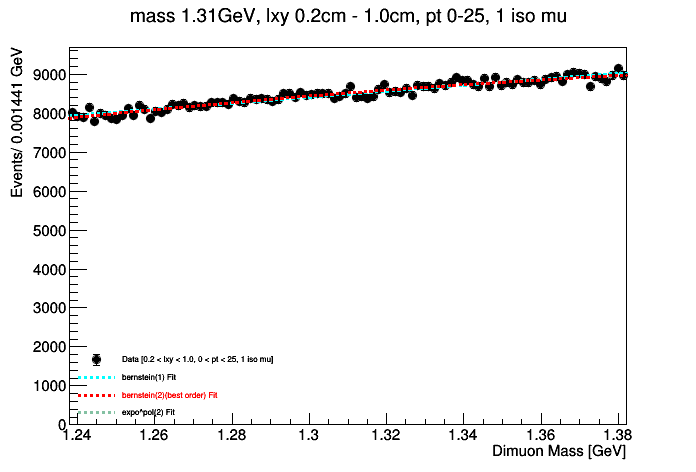 mass 1.31GeV, lxy 0.2cm - 1.0cm, pt 0-25, 1 iso mu
Events/ 0.001441 GeV
9000
8000
7000
6000
5000
4000
3000
2000
1000
0
Data [0.2 < lxy < 1.0, 0 < pt < 25, 1 iso mu]
bernstein(1) Fit
bernstein(2)(best order) Fit
expo^pol(2) Fit
1.24 1.26 1.28 1.3 1.32 1.34 1.36 1.38
Dimuon Mass [GeV]